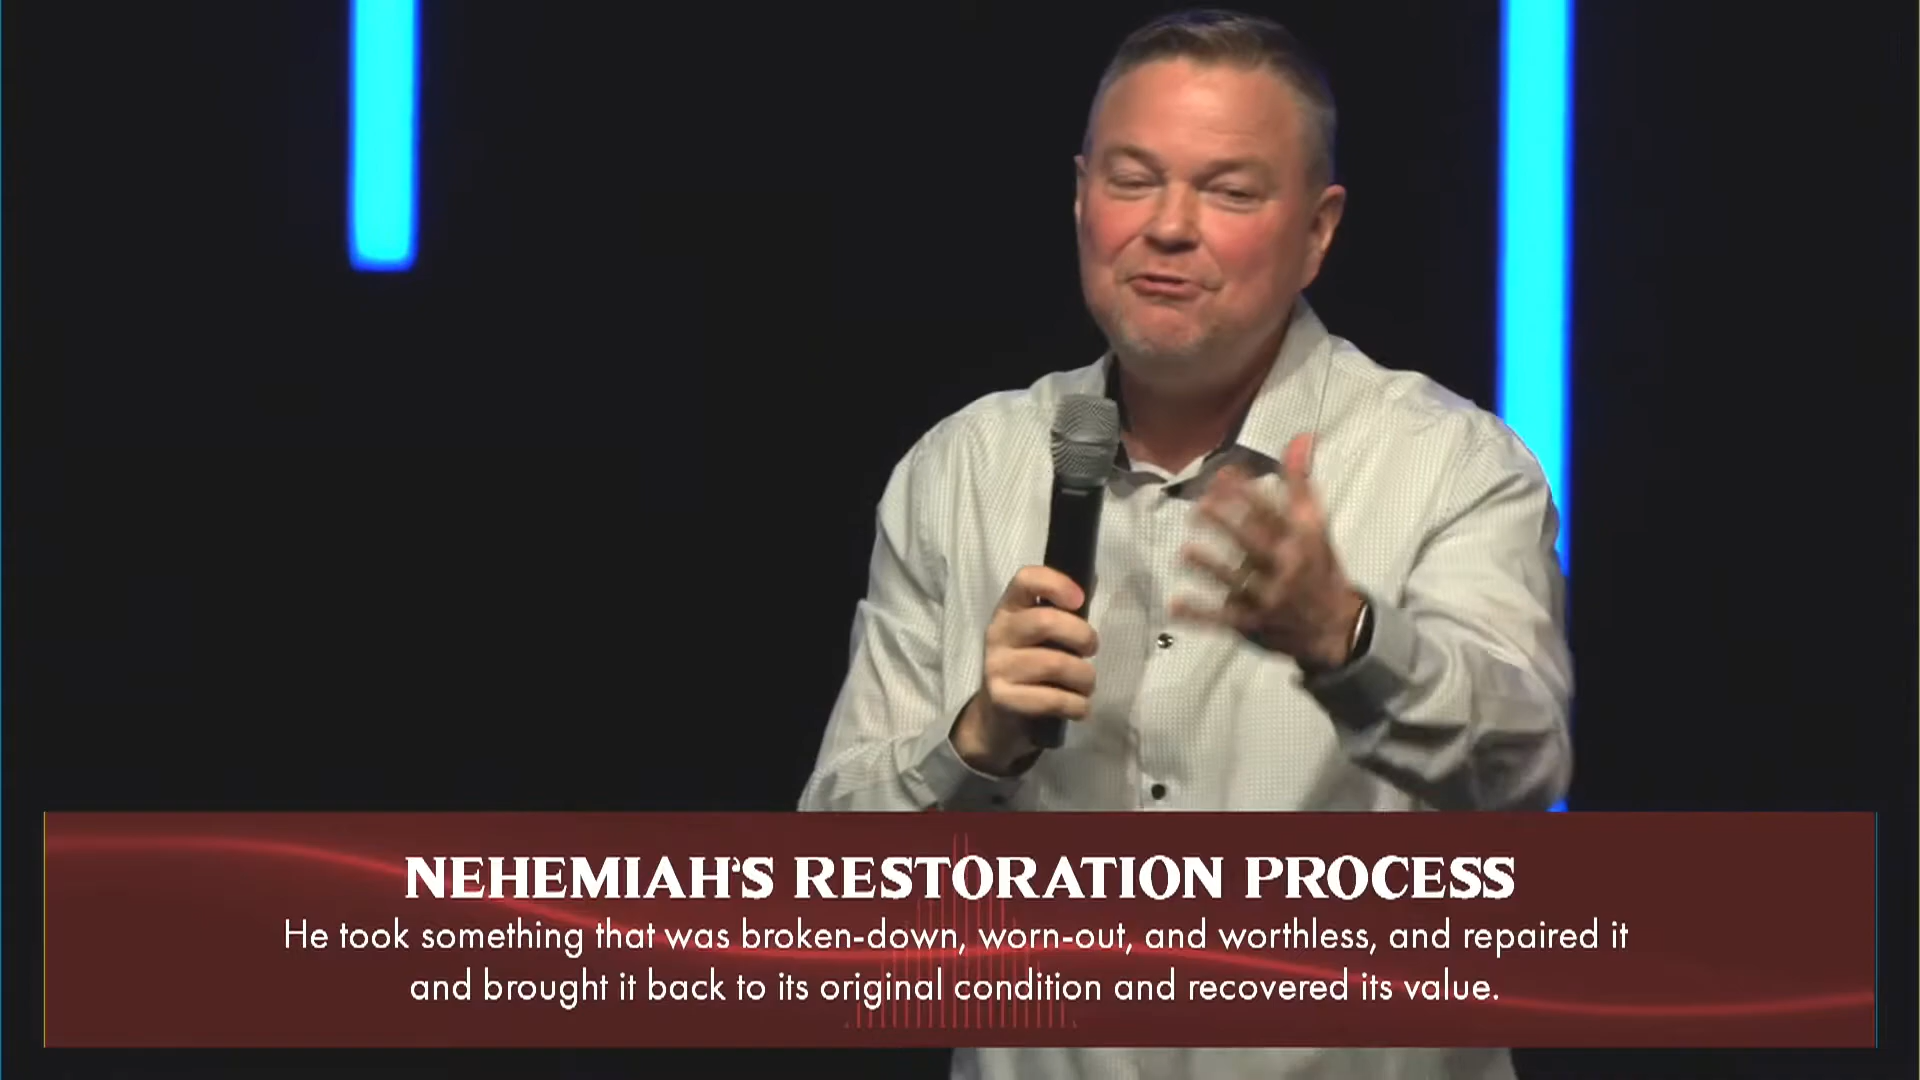 NEHEMIAH'S RESTORATION PROCESS
He took something that was broken-down, worn-out, and worthless, and repaired it
and brought it back to its original condition and recovered its value.